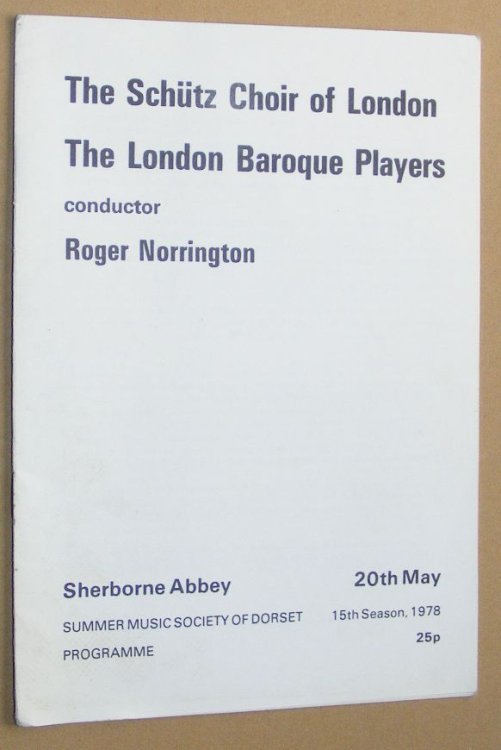 The Schütz Choir of London
The London Baroque Players
conductor
Roger Norrington
Sherborne Abbey
20th May
SUMMER MUSIC SOCIETY OF DORSET
15th Season, 1978
PROGRAMME
25p